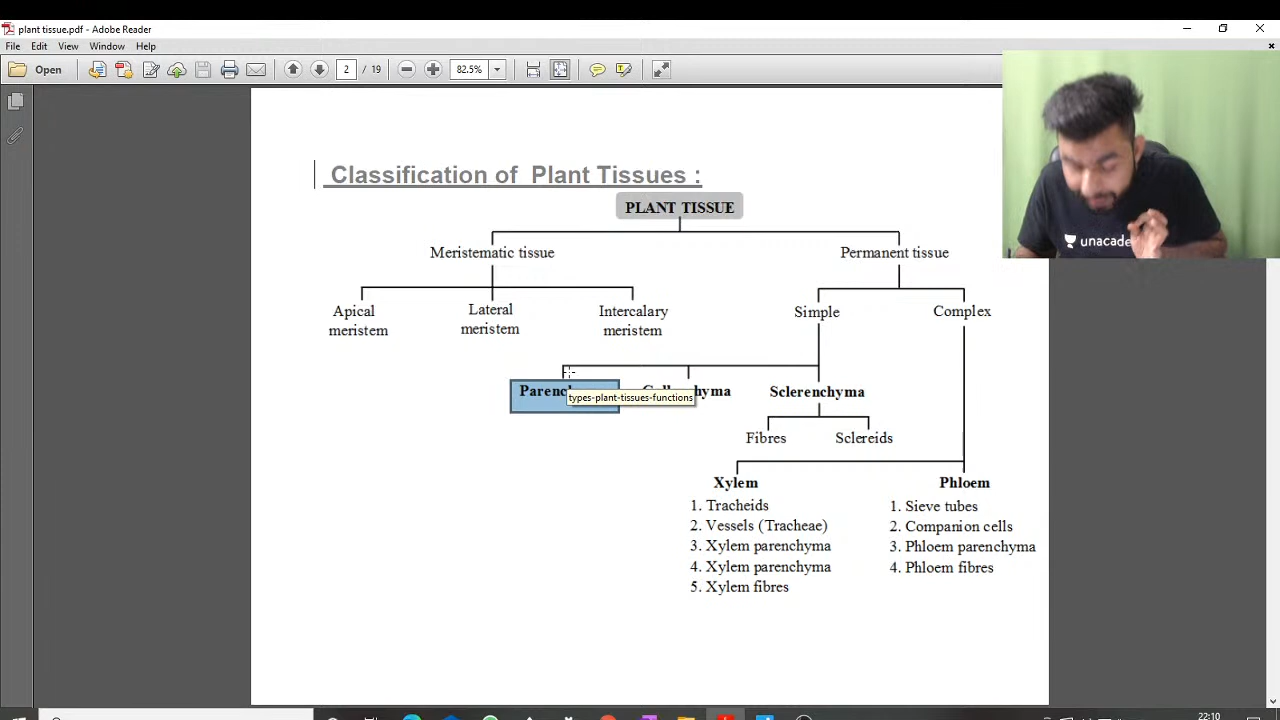 plant tissue.pdf - Adobe Reader
File Edit View Window Help
Open 2 / 19 82.5%
Classification of Plant Tissues :
PLANT TISSUE
Meristematic tissue Permanent tissue
Apical meristem
Lateral meristem
Intercalary meristem
Simple Complex
Sclerenchyma
types-plant-tissues-functions
Fibres Sclereids
Xylem Phloem
1. Tracheids
2. Vessels (Tracheae)
3. Xylem parenchyma
4. Xylem parenchyma
5. Xylem fibres
1. Sieve tubes
2. Companion cells
3. Phloem parenchyma
4. Phloem fibres
22:10